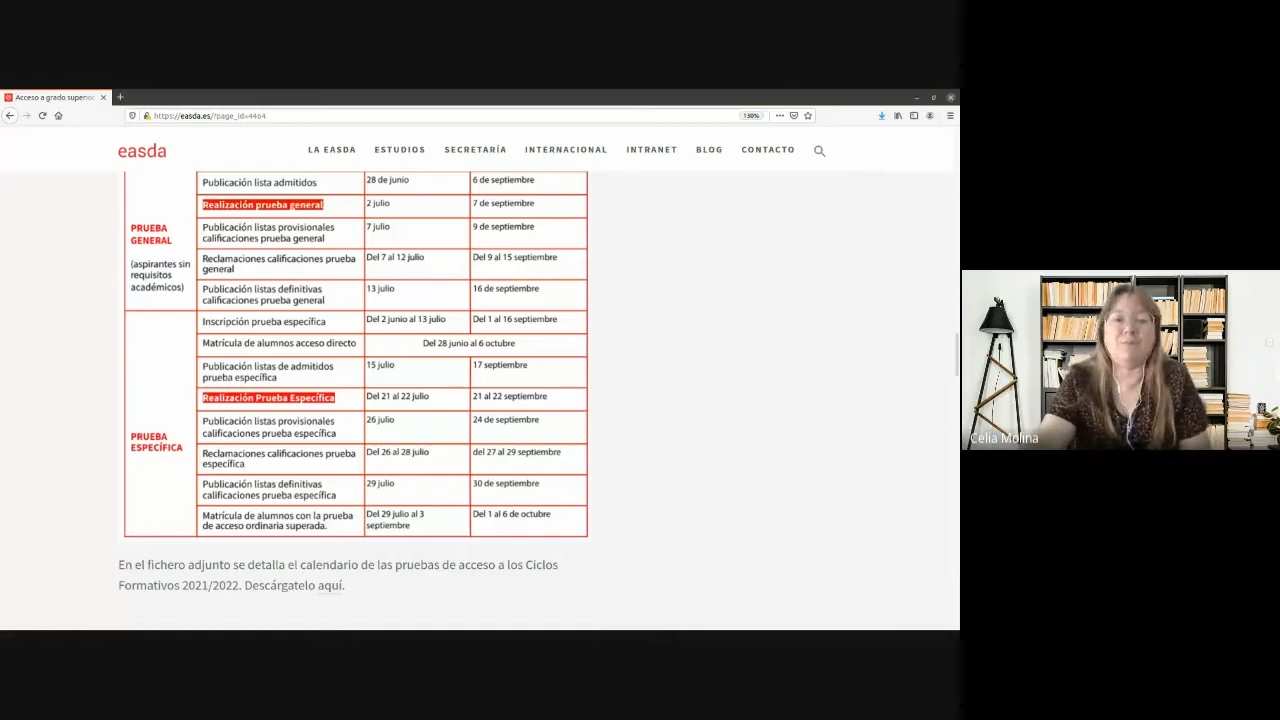 Acceso a grado superior
https://easda.es/?page_id=4464
130%
easda
LA EASDA
ESTUDIOS
SECRETARÍA
INTERNACIONAL
INTRANET
BLOG
CONTACTO
PRUEBA
GENERAL
(aspirantes sin
requisitos
académicos)
Publicación lista admitidos
28 de junio
6 de septiembre
Realización prueba general
2 julio
7 de septiembre
Publicación listas provisionales
calificaciones prueba general
7 julio
9 de septiembre
Reclamaciones calificaciones prueba
general
Del 7 al 12 julio
Del 9 al 15 septiembre
Publicación listas definitivas
calificaciones prueba general
13 julio
16 de septiembre
PRUEBA
ESPECÍFICA
Inscripción prueba específica
Del 2 junio al 13 julio
Del 1 al 16 septiembre
Matrícula de alumnos acceso directo
Del 28 junio al 6 octubre
Publicación listas de admitidos
prueba específica
15 julio
17 septiembre
Realización Prueba Específica
Del 21 al 22 julio
21 al 22 septiembre
Publicación listas provisionales
calificaciones prueba específica
26 julio
24 de septiembre
Reclamaciones calificaciones prueba
específica
Del 26 al 28 julio
del 27 al 29 septiembre
Publicación listas definitivas
calificaciones prueba específica
29 julio
30 de septiembre
Matrícula de alumnos con la prueba
de acceso ordinaria superada.
Del 29 julio al 3
septiembre
Del 1 al 6 de octubre
En el fichero adjunto se detalla el calendario de las pruebas de acceso a los Ciclos
Formativos 2021/2022. Descárgatelo aquí.
Celia Molina